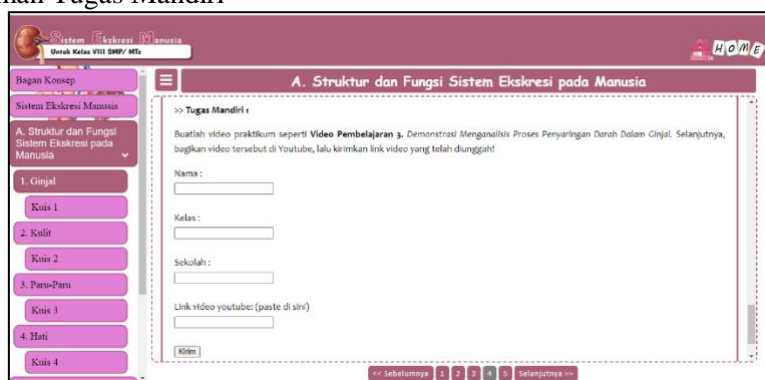 man Tugas Mandiri
Sistem Ekskresi Manusia
Untuk Kelas VIII SMP/ MTs
HOME
Bagan Konsep
Sistem Ekskresi Manusia
A. Struktur dan Fungsi
Sistem Ekskresi pada
Manusia
1. Ginjal
Kuis 1
2. Kulit
Kuis 2
3. Paru-Paru
Kuis 3
4. Hati
Kuis 4
A. Struktur dan Fungsi Sistem Ekskresi pada Manusia
>> Tugas Mandiri 1
Buatlah video praktikum seperti Video Pembelajaran 3. Demonstrasi Menganalisis Proses Penyaringan Darah Dalam Ginjal. Selanjutnya,
bagikan video tersebut di Youtube, lalu kirimkan link video yang telah diunggah!
Nama :
Kelas :
Sekolah :
Link video youtube: (paste di sini)
Kirim
<< Sebelumnya 1 2 3 4 5 Selanjutnya >>